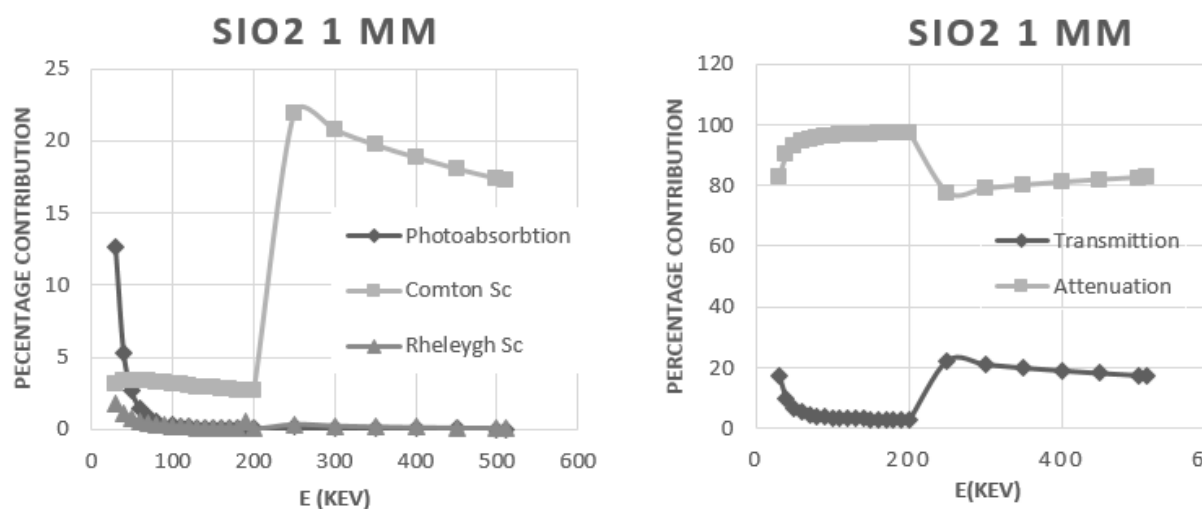 SIO2 1 MM
PECENTAGE CONTRIBUTION
25
20
15
10
5
0
0 100 200 300 400 500 600
E (KEV)
Photoabsorbtion
Comton Sc
Rheleygh Sc
SIO2 1 MM
PERCENTAGE CONTRIBUTION
120
100
80
60
40
20
0
0 200 400 6
E(KEV)
Transmittion
Attenuation